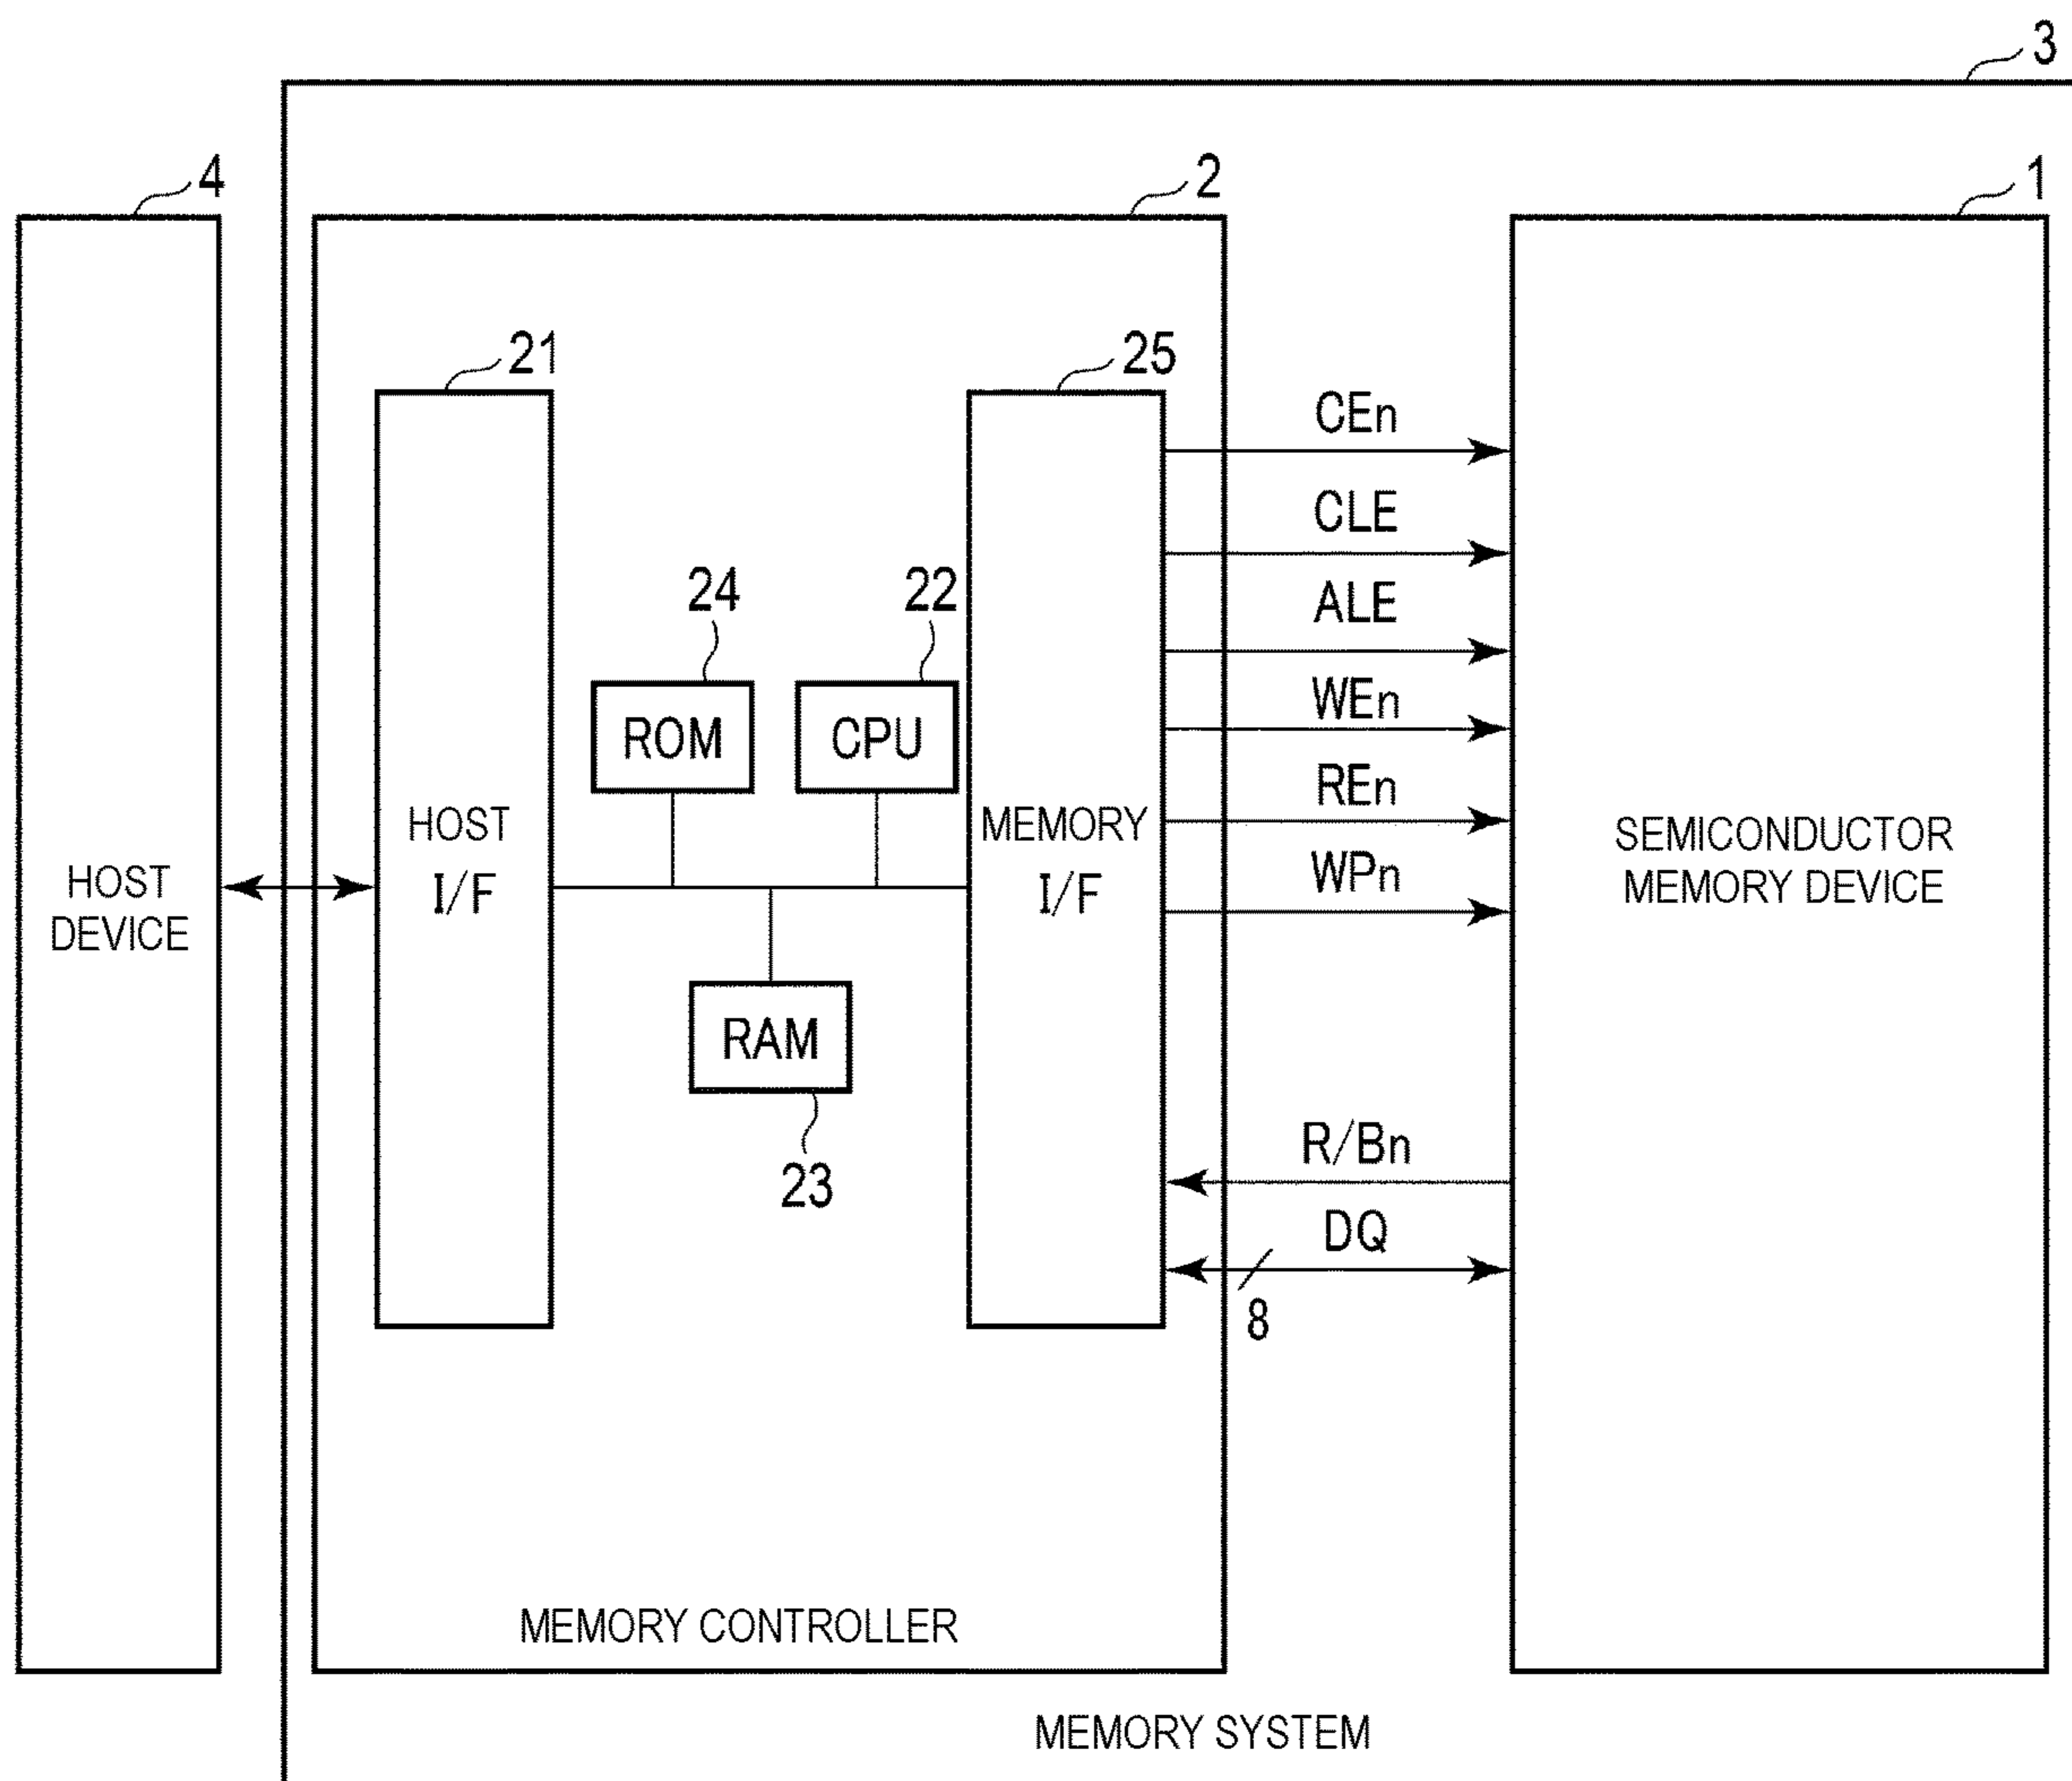 3
4
2
1
21
25
CEn
CLE
24
22
ALE
ROM
CPU
WEn
REn
HOST
I/F
MEMORY
I/F
WPn
HOST
DEVICE
SEMICONDUCTOR
MEMORY DEVICE
RAM
23
R/Bn
DQ
8
MEMORY CONTROLLER
MEMORY SYSTEM